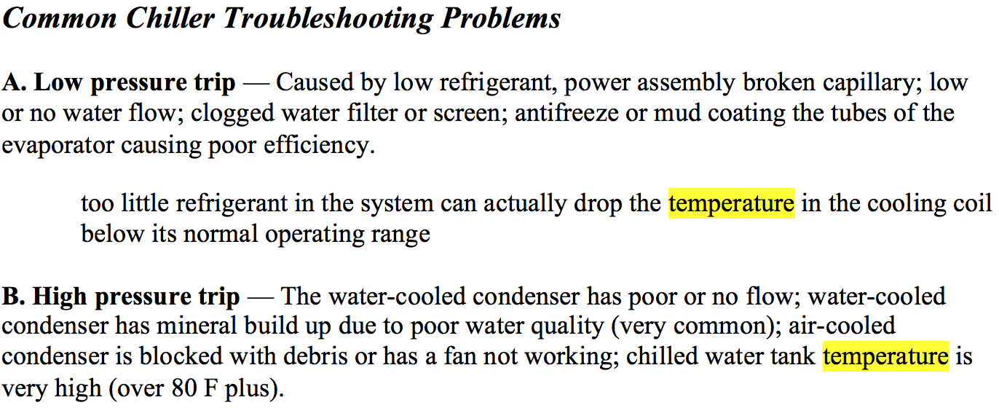 Common Chiller Troubleshooting Problems
A. Low pressure trip — Caused by low refrigerant, power assembly broken capillary; low
or no water flow; clogged water filter or screen; antifreeze or mud coating the tubes of the
evaporator causing poor efficiency.
too little refrigerant in the system can actually drop the temperature in the cooling coil
below its normal operating range
B. High pressure trip — The water-cooled condenser has poor or no flow; water-cooled
condenser has mineral build up due to poor water quality (very common); air-cooled
condenser is blocked with debris or has a fan not working; chilled water tank temperature is
very high (over 80 F plus).